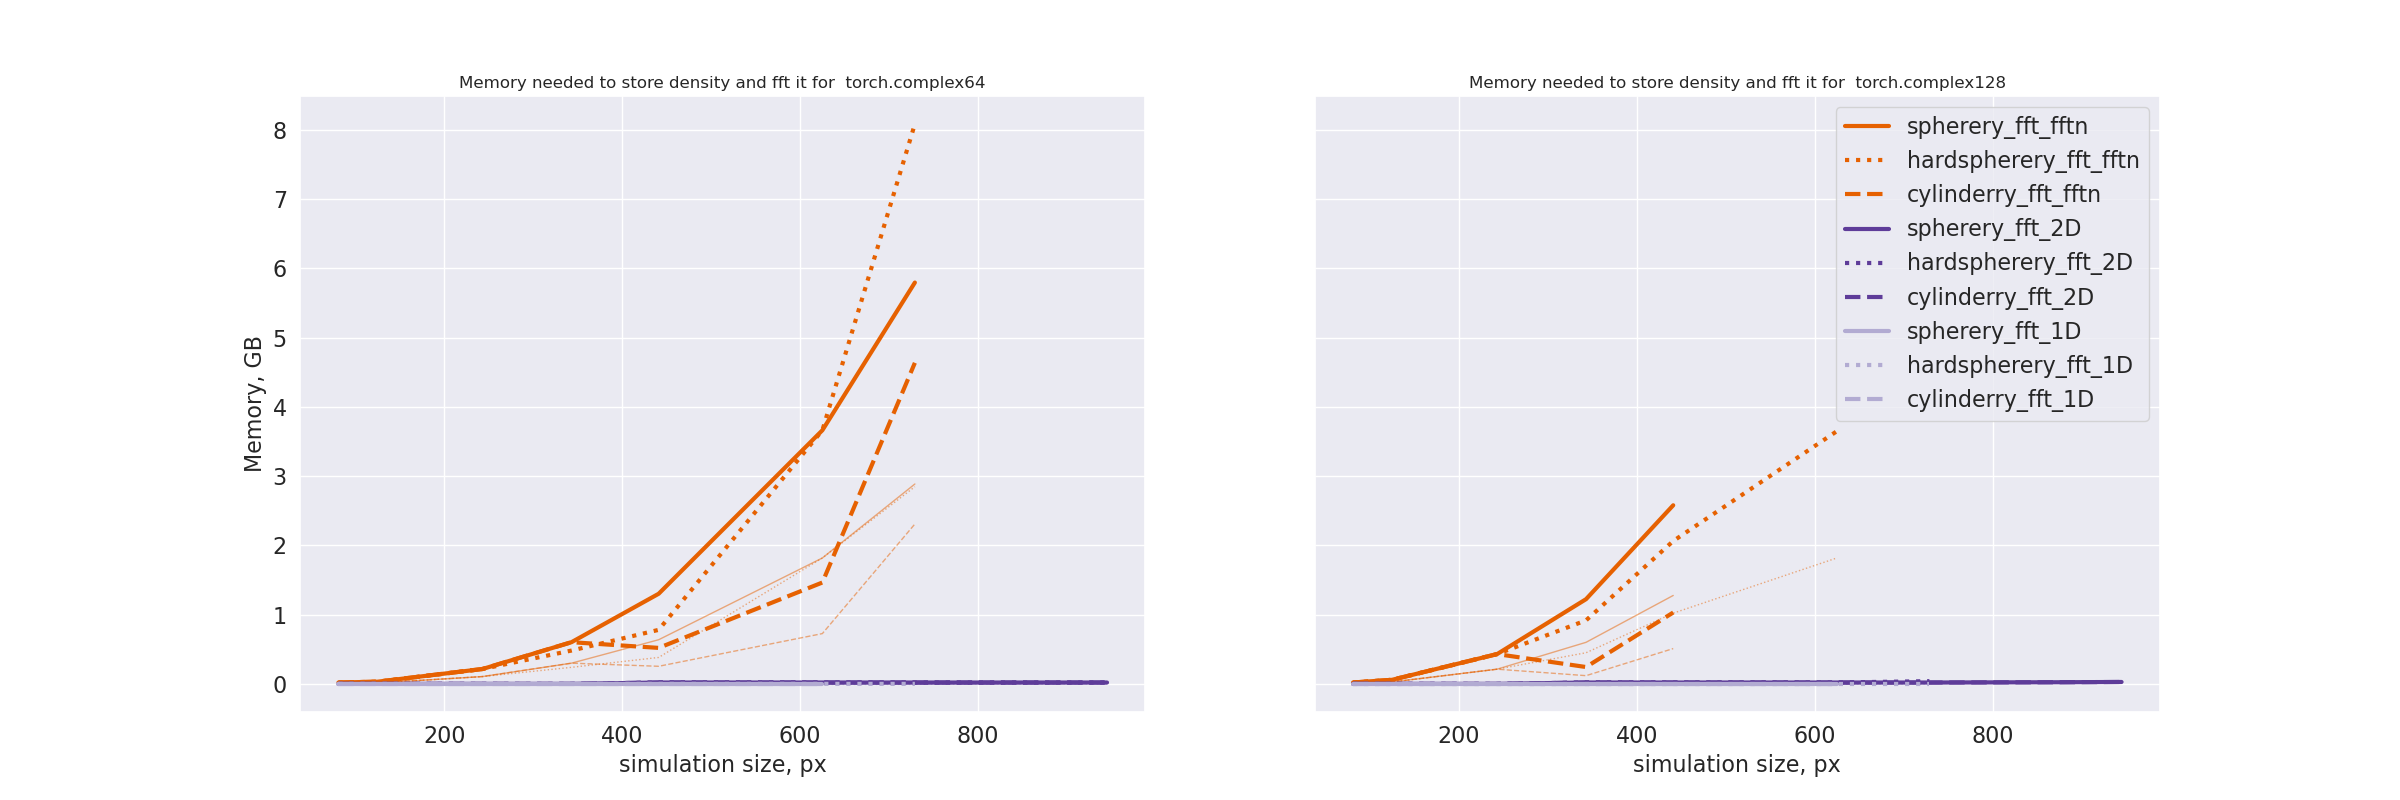 Memory needed to store density and fft it for  torch.complex64
Memory, GB
8
7
6
5
4
3
2
1
0
200 400 600 800
simulation size, px
Memory needed to store density and fft it for  torch.complex128
spherery_fft_fftn
hardspherery_fft_fftn
cylinderry_fft_fftn
spherery_fft_2D
hardspherery_fft_2D
cylinderry_fft_2D
spherery_fft_1D
hardspherery_fft_1D
cylinderry_fft_1D
200 400 600 800
simulation size, px